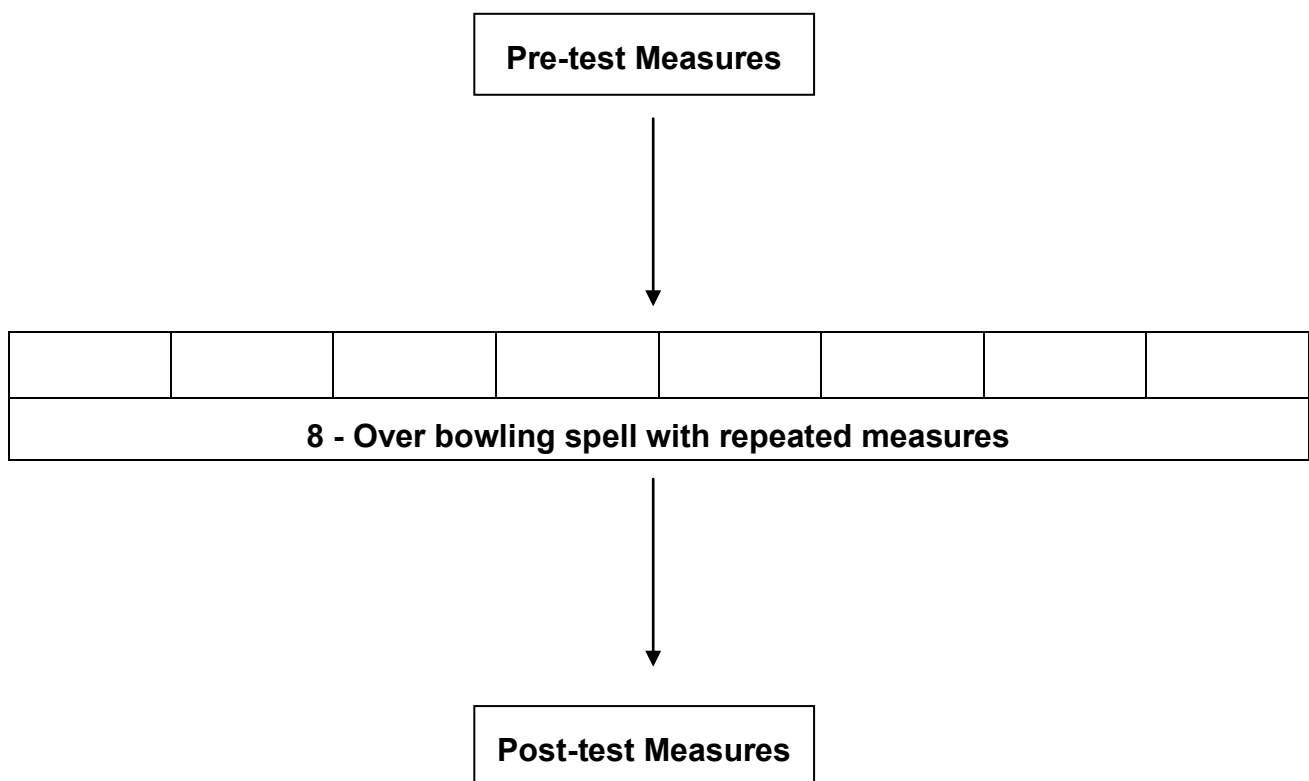 Pre-test Measures
8 - Over bowling spell with repeated measures
Post-test Measures